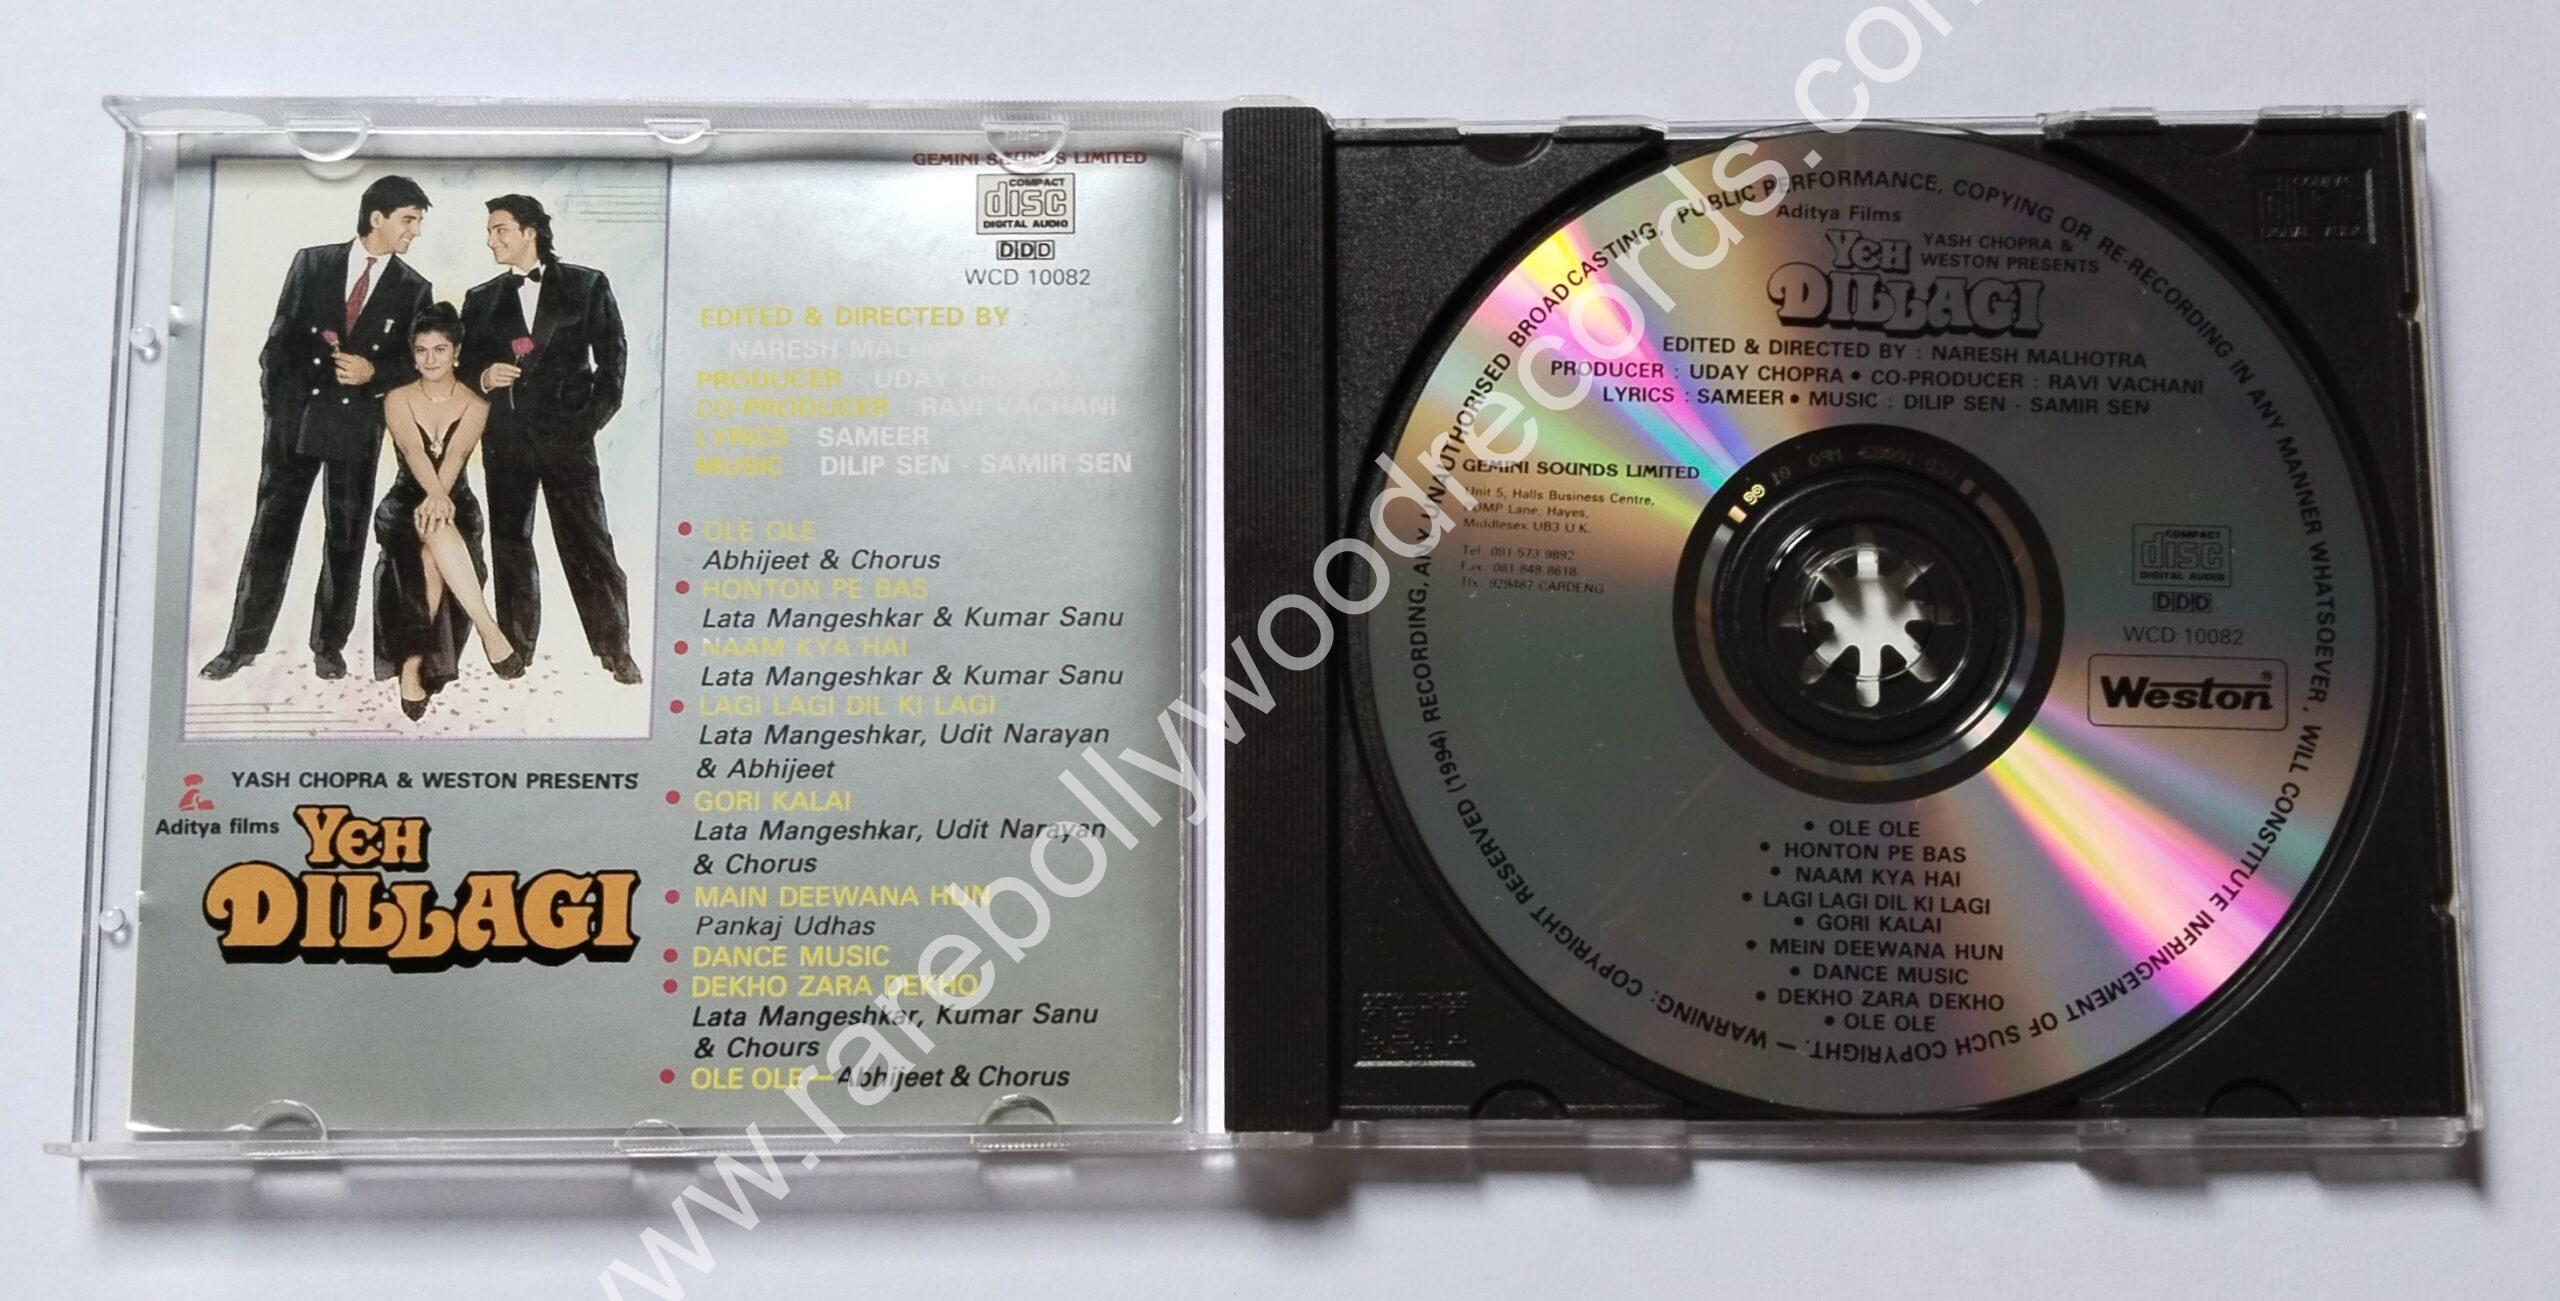 GEMINI SOUNDS LIMITED
COMPACT
disc
DIGITAL AUDIO
DDD
WCD 10082
EDITED & DIRECTED BY :
NARESH
PRODUCER
CO-PRODUCER RAVI VACHANI
LYRICS SAMEER
MUSIC DILIP SEN - SAMIR SEN
• OLE OLE
Abhijeet & Chorus
• HONTON PE BAS
Lata Mangeshkar & Kumar Sanu
• NAAM KYA HAI
Lata Mangeshkar & Kumar Sanu
• LAGI LAGI DIL KI LAGI
Lata Mangeshkar, Udit Narayan
& Abhijeet
• GORI KALAI
Lata Mangeshkar, Udit Narayan
& Chorus
• MAIN DEEWANA HUN
Pankaj Udhas
• DANCE MUSIC
• DEKHO ZARA DEKHO
Lata Mangeshkar, Kumar Sanu
& Chours
• OLE OLE—Abhijeet & Chorus
YASH CHOPRA & WESTON PRESENTS
Aditya films
YEH
DILLAGI
WARNING: COPYRIGHT RESERVED (1994) RECORDING, ANY UNAUTHORISED BROADCASTING, PUBLIC PERFORMANCE, COPYING OR RE-RECORDING IN ANY MANNER WHATSOEVER, WILL CONSTITUTE INFRINGEMENT OF SUCH COPYRIGHT. —
Aditya Films
YASH CHOPRA &
WESTON PRESENTS
YEH
DILLAGI
EDITED & DIRECTED BY : NARESH MALHOTRA
PRODUCER : UDAY CHOPRA • CO-PRODUCER : RAVI VACHANI
LYRICS : SAMEER • MUSIC : DILIP SEN - SAMIR SEN
GEMINI SOUNDS LIMITED
Unit 5, Halls Business Centre,
Lane, Hayes,
Middlesex UB3 U.K.
Tel. 081-573 9892
Fax. 081-848 8618
Tlx. 929487 CARDENG
COMPACT
disc
DIGITAL AUDIO
DDD
WCD 10082
Weston®
• OLE OLE
• HONTON PE BAS
• NAAM KYA HAI
• LAGI LAGI DIL KI LAGI
• GORI KALAI
• MEIN DEEWANA HUN
• DANCE MUSIC
• DEKHO ZARA DEKHO
• OLE OLE
www.rarebollywoodrecords.com